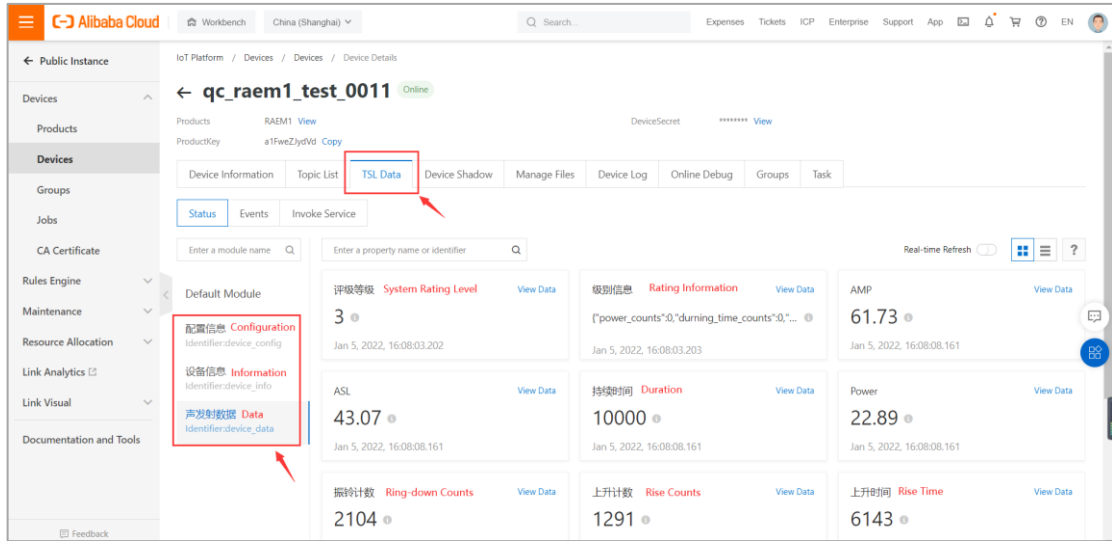 Alibaba Cloud Workbench China (Shanghai) Search... Expenses Tickets ICP Enterprise Support App EN
Public Instance
IoT Platform / Devices / Devices / Device Details
qc_raem1_test_0011 Online
Devices
Products
Devices
Groups
Jobs
CA Certificate
Rules Engine
Maintenance
Resource Allocation
Link Analytics
Link Visual
Documentation and Tools
Feedback
Products RAEM1 View DeviceSecret ******** View
ProductKey a1FweZJydVd Copy
Device Information Topic List TSL Data Device Shadow Manage Files Device Log Online Debug Groups Task
Status Events Invoke Service
Enter a module name Enter a property name or identifier Real-time Refresh ?
Default Module
配置信息 Configuration
Identifier:device_config
设备信息 Information
Identifier:device_info
声发射数据 Data
Identifier:device_data
评级等级 System Rating Level View Data
3
Jan 5, 2022, 16:08:03.202
级别信息 Rating Information View Data
{"power_counts":0,"durning_time_counts":0,"...
Jan 5, 2022, 16:08:03.203
AMP View Data
61.73
Jan 5, 2022, 16:08:08.161
ASL View Data
43.07
Jan 5, 2022, 16:08:08.161
持续时间 Duration View Data
10000
Jan 5, 2022, 16:08:08.161
Power View Data
22.89
Jan 5, 2022, 16:08:08.161
振铃计数 Ring-down Counts View Data
2104
上升计数 Rise Counts View Data
1291
上升时间 Rise Time View Data
6143